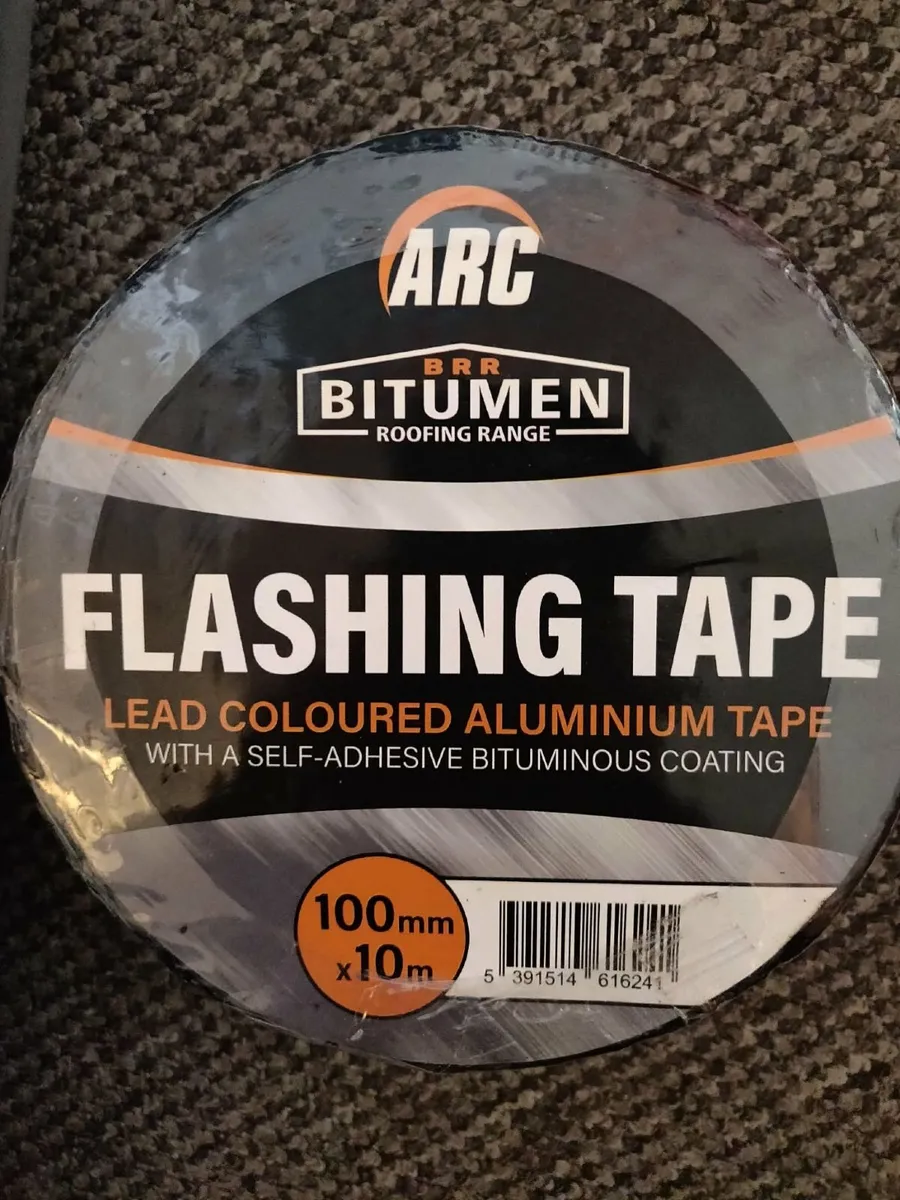 ARC
BRR
BITUMEN
ROOFING RANGE
FLASHING TAPE
LEAD COLOURED ALUMINIUM TAPE
WITH A SELF-ADHESIVE BITUMINOUS COATING
100mm
x 10m
5 391514 616241